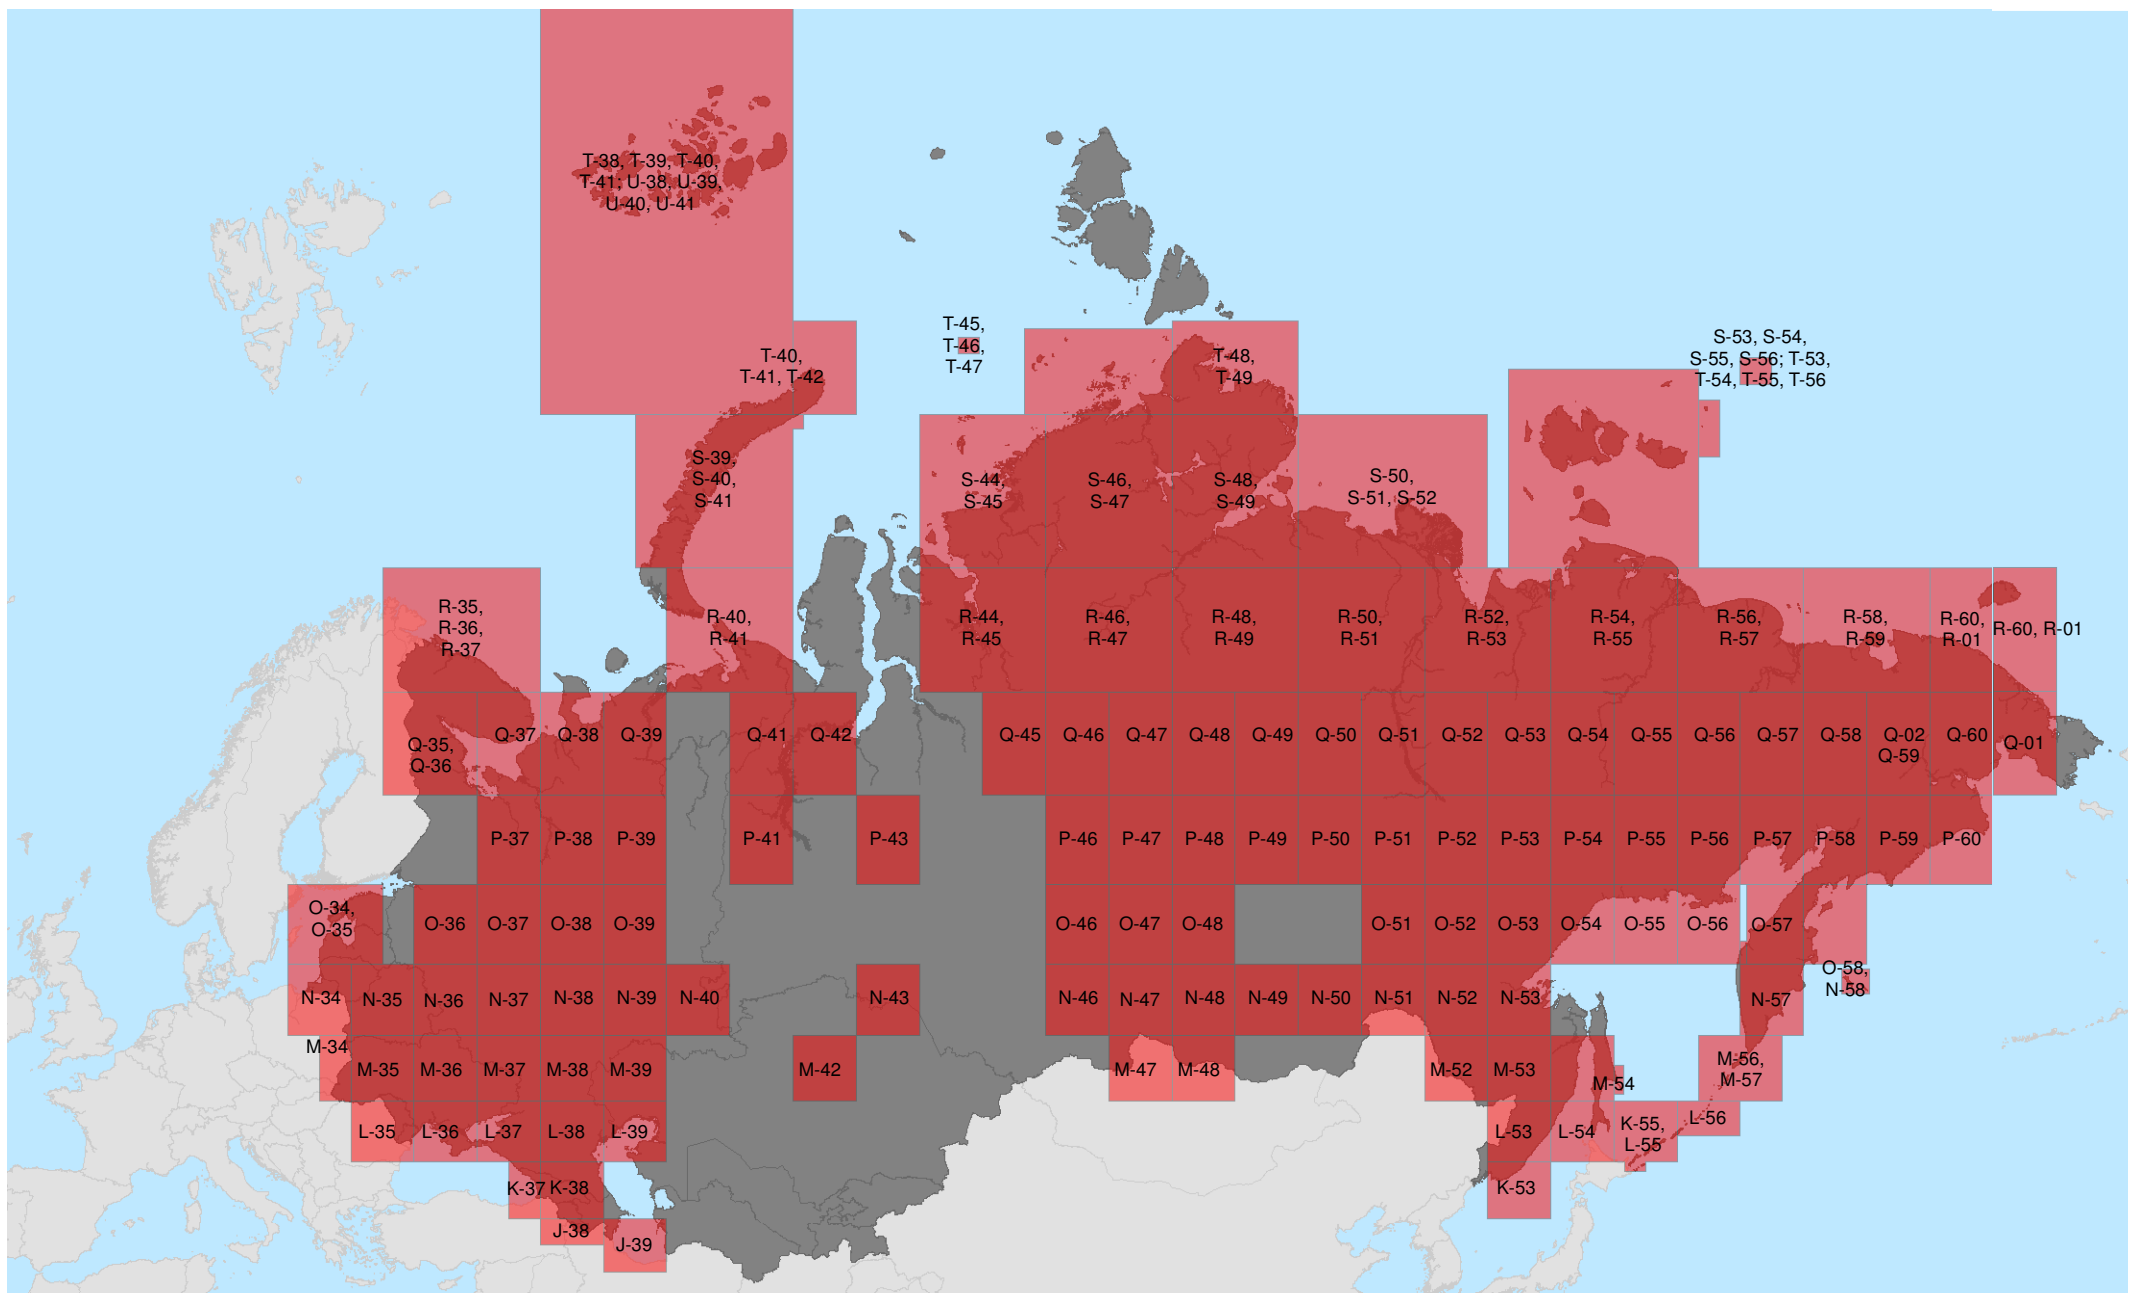 T-38, T-39, T-40,
T-41; U-38, U-39,
U-40, U-41
T-40,
T-41, T-42
T-45,
T-46,
T-47
T-48,
T-49
S-53, S-54,
S-55, S-56; T-53,
T-54, T-55, T-56
S-39,
S-40,
S-41
S-44,
S-45
S-46,
S-47
S-48,
S-49
S-50,
S-51, S-52
R-35,
R-36,
R-37
R-40,
R-41
R-44,
R-45
R-46,
R-47
R-48,
R-49
R-50,
R-51
R-52,
R-53
R-54,
R-55
R-56,
R-57
R-58,
R-59
R-60,
R-01
R-60, R-01
Q-35,
Q-36
Q-37
Q-38
Q-39
Q-41
Q-42
Q-45
Q-46
Q-47
Q-48
Q-49
Q-50
Q-51
Q-52
Q-53
Q-54
Q-55
Q-56
Q-57
Q-58
Q-02
Q-59
Q-60
Q-01
P-37
P-38
P-39
P-41
P-43
P-46
P-47
P-48
P-49
P-50
P-51
P-52
P-53
P-54
P-55
P-56
P-57
P-58
P-59
P-60
O-34,
O-35
O-36
O-37
O-38
O-39
O-46
O-47
O-48
O-51
O-52
O-53
O-54
O-55
O-56
O-57
O-58,
N-58
N-34
N-35
N-36
N-37
N-38
N-39
N-40
N-43
N-46
N-47
N-48
N-49
N-50
N-51
N-52
N-53
N-57
M-34
M-35
M-36
M-37
M-38
M-39
M-42
M-47
M-48
M-52
M-53
M-54
M-56,
M-57
L-35
L-36
L-37
L-38
L-39
L-53
L-54
K-55,
L-55
L-56
K-37
K-38
K-53
J-38
J-39